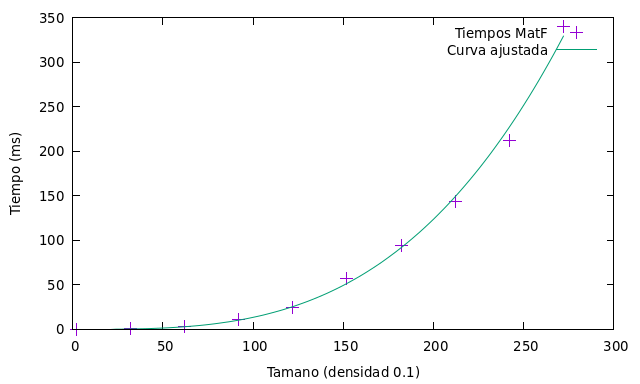 350
300
250
200
150
100
50
0
Tiempo (ms)
Tiempos MatF
Curva ajustada
0 50 100 150 200 250 300
Tamano (densidad 0.1)